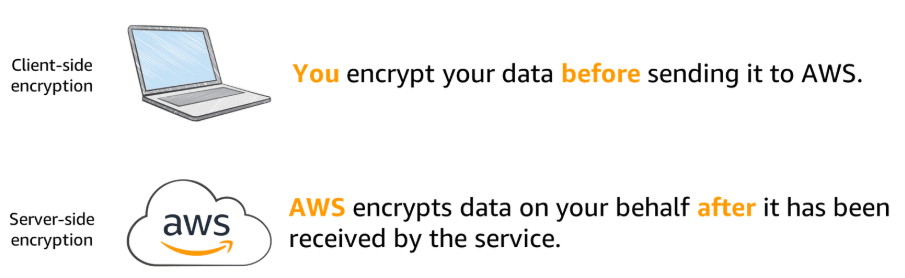 Client-side
encryption
You encrypt your data before sending it to AWS.
Server-side
encryption
aws
AWS encrypts data on your behalf after it has been
received by the service.